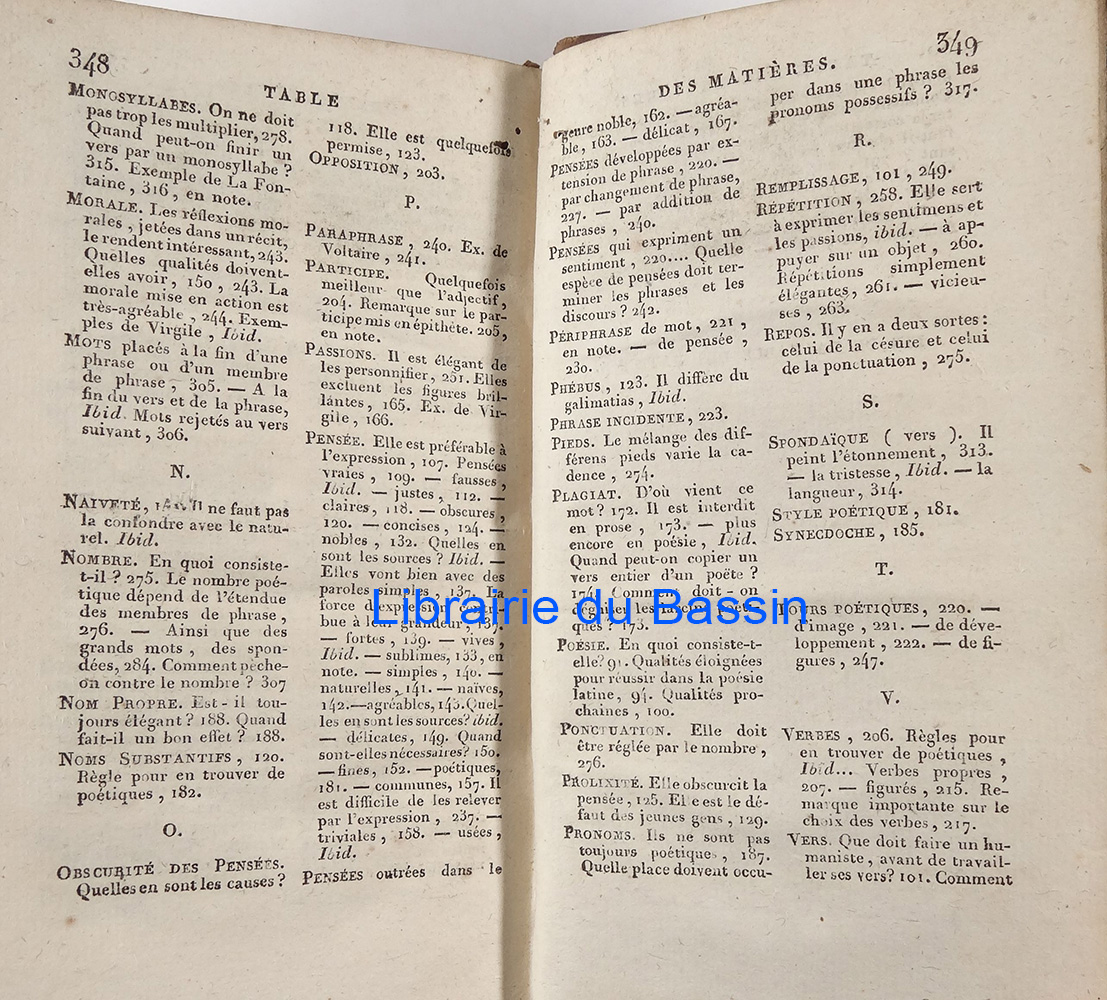 348
TABLE
MONOSYLLABES. On ne doit
pas trop les multiplier, 278.
Quand peut-on finir un
vers par un monosyllabe ?
315. Exemple de La Fon-
taine, 316, en note.
MORALE. Les réflexions mo-
rales, jetées dans un récit,
le rendent intéressant, 243.
Quelles qualités doivent-
elles avoir, 150, 243. La
morale mise en action est
très-agréable, 244. Exem-
ples de Virgile, Ibid.
MOTS placés à la fin d'une
phrase ou d'un membre
de phrase, 305. — A la
fin du vers et de la phrase,
Ibid. Mots rejetés au vers
suivant, 306.
N.
NAIVETÉ, Il ne faut pas
la confondre avec le natu-
rel. Ibid.
NOMBRE. En quoi consiste-
t-il ? 275. Le nombre poé-
tique dépend de l'étendue
des membres de phrase,
276. — Ainsi que des
grands mots, des spon-
dées, 284. Comment pèche-
on contre le nombre ? 307
NOM PROPRE. Est-il tou-
jours élégant ? 188. Quand
fait-il un bon effet ? 188.
NOMS SUBSTANTIFS, 120.
Règle pour en trouver de
poétiques, 182.
O.
OBSCURITÉ DES PENSÉES.
Quelles en sont les causes ?
118. Elle est quelquefois
permise, 123.
OPPOSITION, 203.
P.
PARAPHRASE, 240. Ex. de
Voltaire, 241.
PARTICIPE. Quelquefois
meilleur que l'adjectif,
204. Remarque sur le par-
ticipe mis en épithète. 205,
en note.
PASSIONS. Il est élégant de
les personnifier, 251. Elles
excluent les figures bril-
lantes, 165. Ex. de Vir-
gile, 166.
PENSÉE. Elle est préférable à
l'expression, 107. Pensées
vraies, 109. — fausses,
Ibid. — justes, 112. —
claires, 118. — obscures,
120. — concises, 124. —
nobles, 132. Quelles en
sont les sources ? Ibid. —
Elles vont bien avec des
paroles simples, 137. La
force d'expression contri-
bue à leur grandeur, 137.
— fortes, 139. — vives,
Ibid. — sublimes, 133, en
note. — simples, 140. —
naturelles, 141. — naïves,
142. — agréables, 145. Quel-
les en sont les sources? ibid.
— délicates, 149. Quand
sont-elles nécessaires? 150.
— fines, 152. — poétiques,
181. — communes, 157. Il
est difficile de les relever
par l'expression, 237. —
triviales, 158. — usées,
Ibid.
PENSÉES outrées dans le
349
DES MATIÈRES.
genre noble, 162. — agréa-
ble, 163. — délicat, 167.
PENSÉES développées par ex-
tension de phrase, 220. —
par changement de phrase,
227. — par addition de
phrases, 240.
PENSÉES qui expriment un
sentiment, 220.... Quelle
espèce de pensées doit ter-
miner les phrases et les
discours ? 242.
PÉRIPHRASE de mot, 221,
en note. — de pensée,
230.
PHÉBUS, 123. Il diffère du
galimatias, Ibid.
PHRASE INCIDENTE, 223.
PIEDS. Le mélange des dif-
férens pieds varie la ca-
dence, 274.
PLAGIAT. D'où vient ce
mot ? 172. Il est interdit
en prose, 173. — plus
encore en poésie, Ibid.
Quand peut-on copier un
vers entier d'un poëte ?
174. Comment doit-on
déguiser les larcins poéti-
ques ? 173.
POÉSIE. En quoi consiste-t-
elle? 91. Qualités éloignées
pour réussir dans la poésie
latine, 94. Qualités pro-
chaines, 100.
PONCTUATION. Elle doit
être réglée par le nombre,
276.
PROLIXITÉ. Elle obscurcit la
pensée, 125. Elle est le dé-
faut des jeunes gens, 129.
PRONOMS. Ils ne sont pas
toujours poétiques, 187.
Quelle place doivent occu-
per dans une phrase les
pronoms possessifs ? 317.
R.
REMPLISSAGE, 101, 249.
RÉPÉTITION, 258. Elle sert
à exprimer les sentimens et
les passions, ibid. — à ap-
puyer sur un objet, 260.
Répétitions simplement
élégantes, 261. — vicieu-
ses, 263.
REPOS. Il y en a deux sortes :
celui de la césure et celui
de la ponctuation, 275.
S.
SPONDAÏQUE ( vers ). Il
peint l'étonnement, 313.
— la tristesse, Ibid. — la
langueur, 314.
STYLE POÉTIQUE, 181.
SYNECDOCHE, 185.
T.
TOURS POÉTIQUES, 220. —
d'image, 221. — de déve-
loppement, 222. — de fi-
gures, 247.
V.
VERBES, 206. Règles pour
en trouver de poétiques,
Ibid... Verbes propres,
207. — figurés, 215. Re-
marque importante sur le
choix des verbes, 217.
VERS. Que doit faire un hu-
maniste, avant de travail-
ler ses vers? 101. Comment
Librairie du Bassin